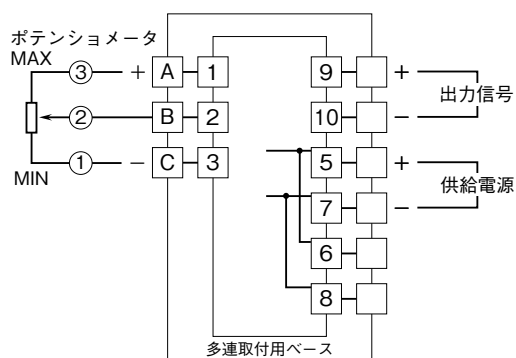 ポテンショメータ
MAX
③ + A 1 9 +
出力信号
② B 2 10 −
① − C 3 5 +
MIN
供給電源
7 −
6
8
多連取付用ベース